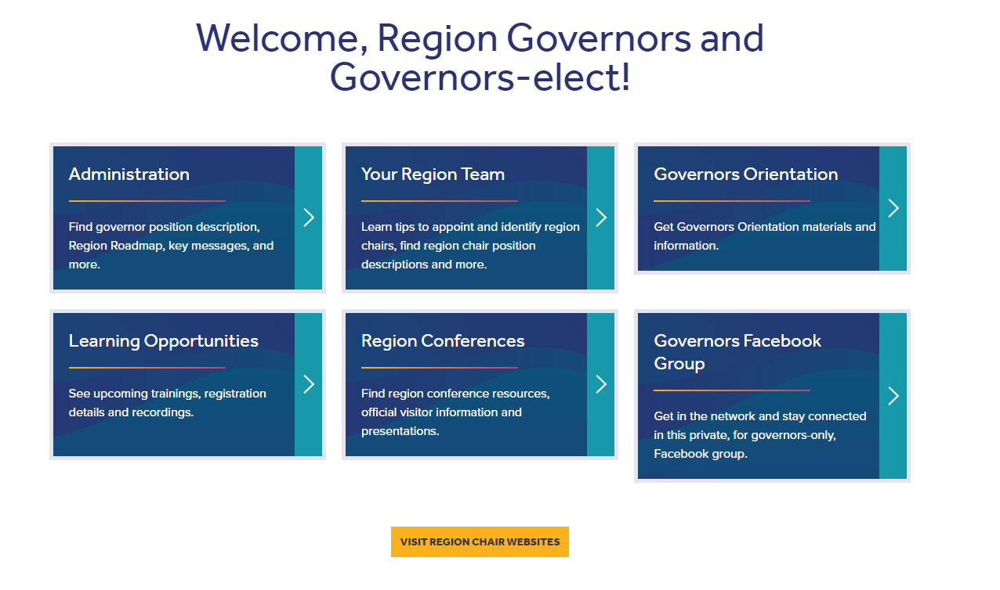 Welcome, Region Governors and
Governors-elect!
Administration
Find governor position description,
Region Roadmap, key messages, and
more.
Your Region Team
Learn tips to appoint and identify region
chairs, find region chair position
descriptions and more.
Governors Orientation
Get Governors Orientation materials and
information.
Learning Opportunities
See upcoming trainings, registration
details and recordings.
Region Conferences
Find region conference resources,
official visitor information and
presentations.
Governors Facebook
Group
Get in the network and stay connected
in this private, for governors-only,
Facebook group.
VISIT REGION CHAIR WEBSITES